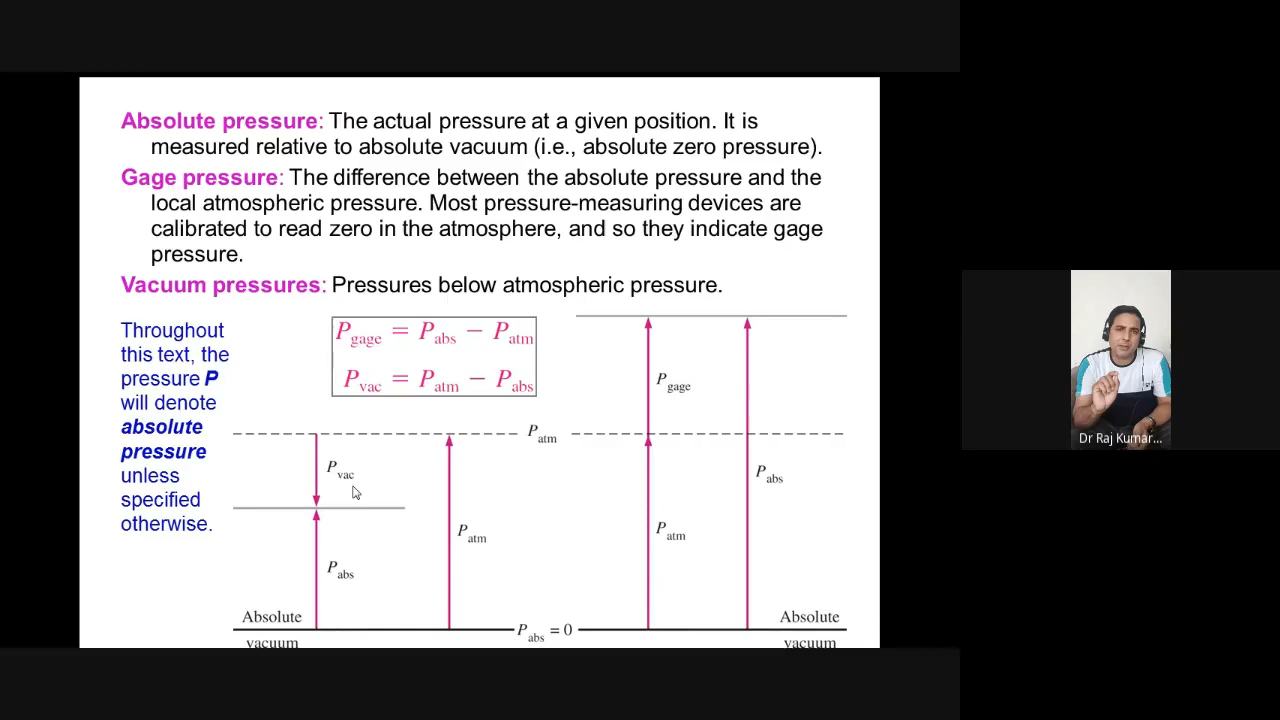 Absolute pressure: The actual pressure at a given position. It is
measured relative to absolute vacuum (i.e., absolute zero pressure).
Gage pressure: The difference between the absolute pressure and the
local atmospheric pressure. Most pressure-measuring devices are
calibrated to read zero in the atmosphere, and so they indicate gage
pressure.
Vacuum pressures: Pressures below atmospheric pressure.
Throughout
this text, the
pressure P
will denote
absolute
pressure
unless
specified
otherwise.
P_gage = P_abs − P_atm
P_vac = P_atm − P_abs
P_gage
P_atm
P_vac
P_abs
P_atm
P_atm
P_abs
Absolute
vacuum
P_abs = 0
Absolute
vacuum
Dr Raj Kumar...